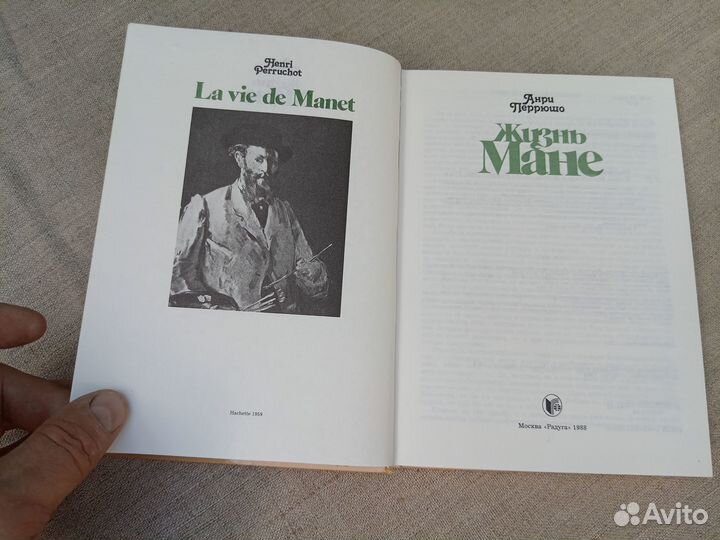 Henri
Perruchot
La vie de Manet
Hachette 1959
Анри
Перрюшо
Жизнь
Мане
Москва «Радуга» 1988
Avito